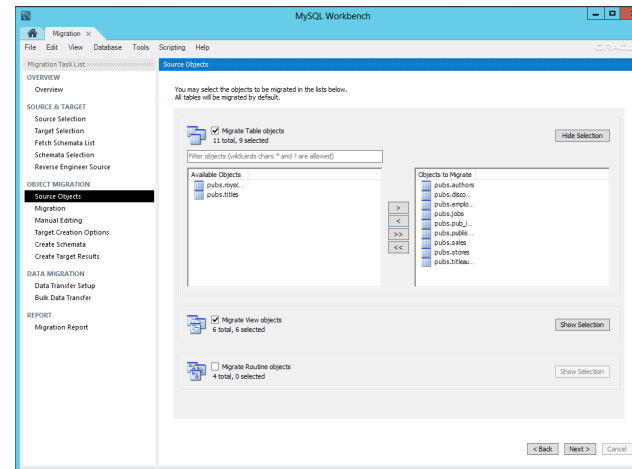 MySQL Workbench
Migration
File Edit View Database Tools Scripting Help
Migration Task List
Source Objects
OVERVIEW
Overview
SOURCE & TARGET
Source Selection
Target Selection
Fetch Schemata List
Schemata Selection
Reverse Engineer Source
OBJECT MIGRATION
Source Objects
Migration
Manual Editing
Target Creation Options
Create Schemata
Create Target Results
DATA MIGRATION
Data Transfer Setup
Bulk Data Transfer
REPORT
Migration Report
You may select the objects to be migrated in the lists below.
All tables will be migrated by default.
Migrate Table objects
11 total, 9 selected
Hide Selection
Filter objects (wildcards chars * and ? are allowed)
Available Objects
pubs.roysc...
pubs.titles
>
<
>>
<<
Objects to Migrate
pubs.authors
pubs.disco...
pubs.emplo...
pubs.jobs
pubs.pub_i...
pubs.publis...
pubs.sales
pubs.stores
pubs.titleau...
Migrate View objects
6 total, 6 selected
Show Selection
Migrate Routine objects
4 total, 0 selected
Show Selection
< Back Next > Cancel